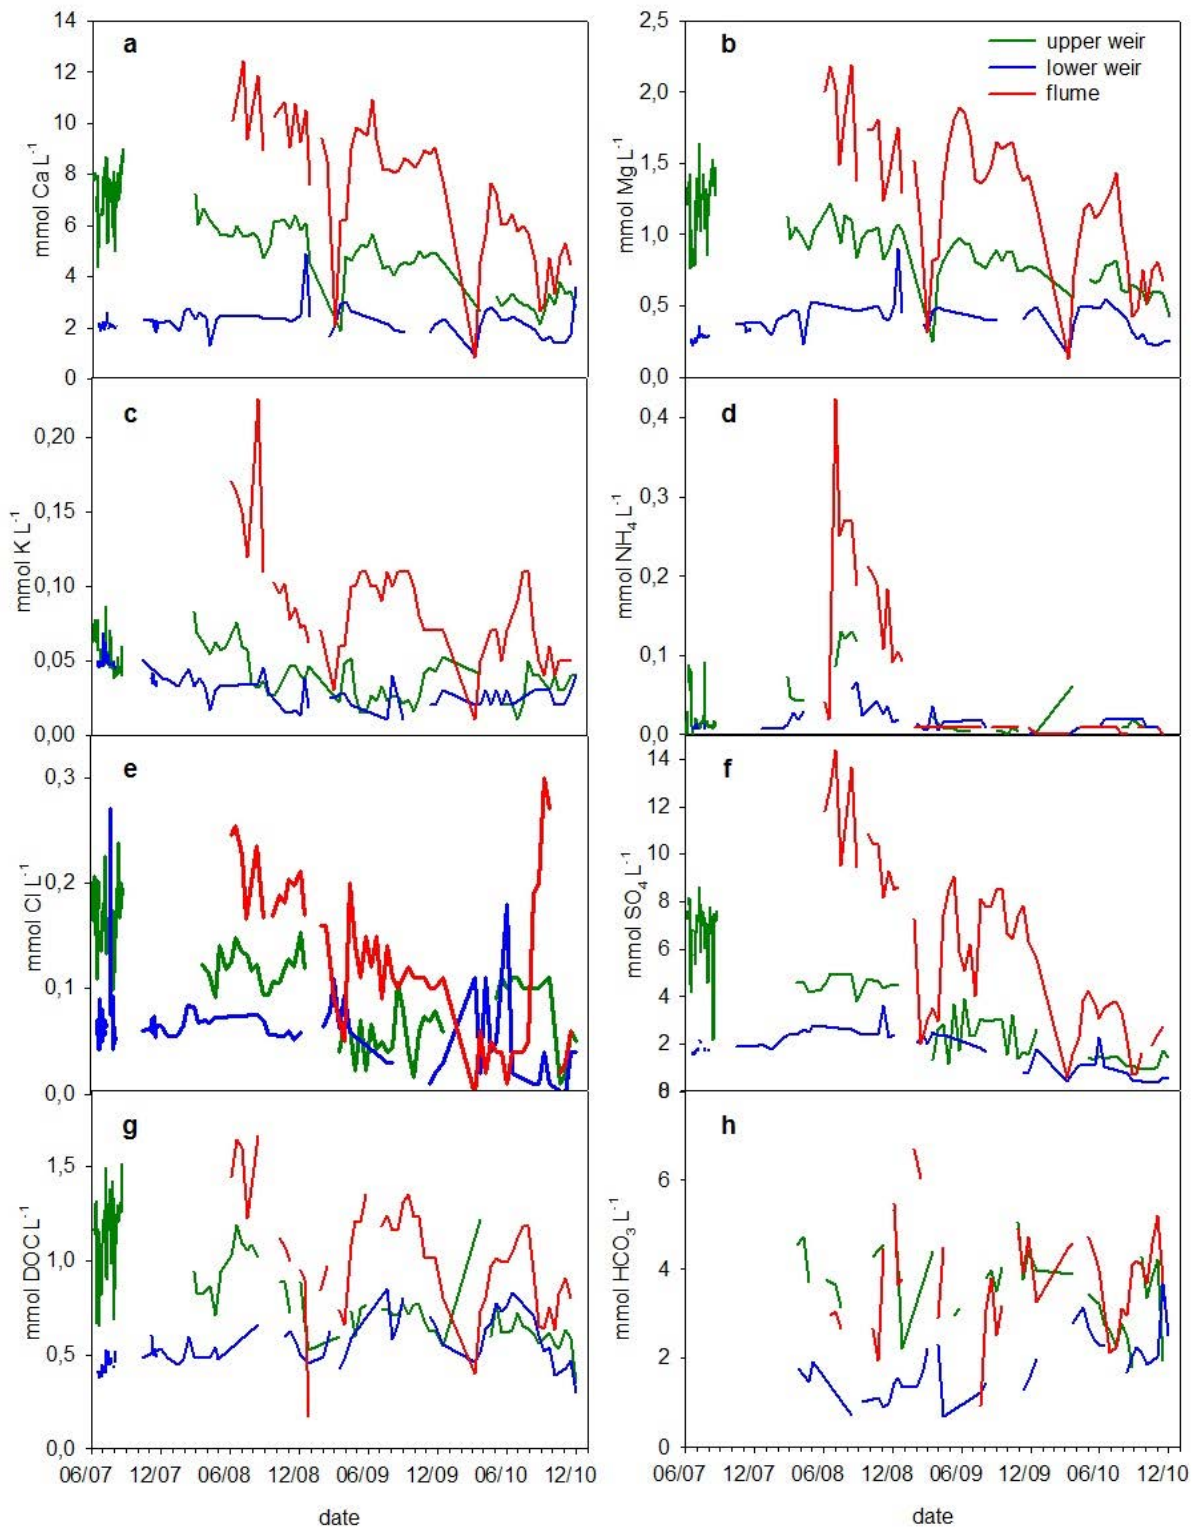 a
14
12
10
8
6
4
2
0
mmol Ca L-1
b
upper weir
lower weir
flume
2,5
2,0
1,5
1,0
0,5
0,0
mmol Mg L-1
c
0,20
0,15
0,10
0,05
0,00
mmol K L-1
d
0,4
0,3
0,2
0,1
0,0
mmol NH4 L-1
e
0,3
0,2
0,1
0,0
mmol Cl L-1
f
14
12
10
8
6
4
2
mmol SO4 L-1
g
1,5
1,0
0,5
0,0
mmol DOC L-1
06/07 12/07 06/08 12/08 06/09 12/09 06/10 12/10
date
h
6
4
2
0
mmol HCO3 L-1
06/07 12/07 06/08 12/08 06/09 12/09 06/10 12/10
date